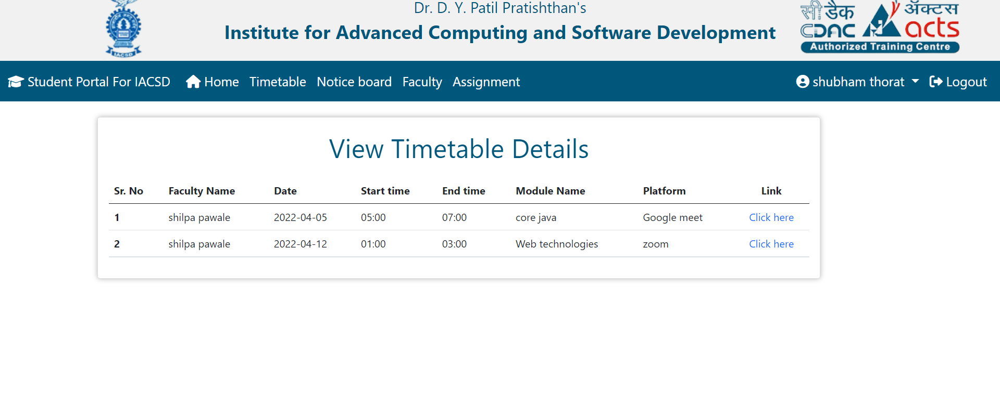 Dr. D. Y. Patil Pratishthan's
Institute for Advanced Computing and Software Development
IACSD
सी डैक
CDAC
ॲक्टस
acts
Authorized Training Centre
Student Portal For IACSD Home Timetable Notice board Faculty Assignment shubham thorat Logout
View Timetable Details
Sr. No Faculty Name Date Start time End time Module Name Platform Link
1 shilpa pawale 2022-04-05 05:00 07:00 core java Google meet Click here
2 shilpa pawale 2022-04-12 01:00 03:00 Web technologies zoom Click here